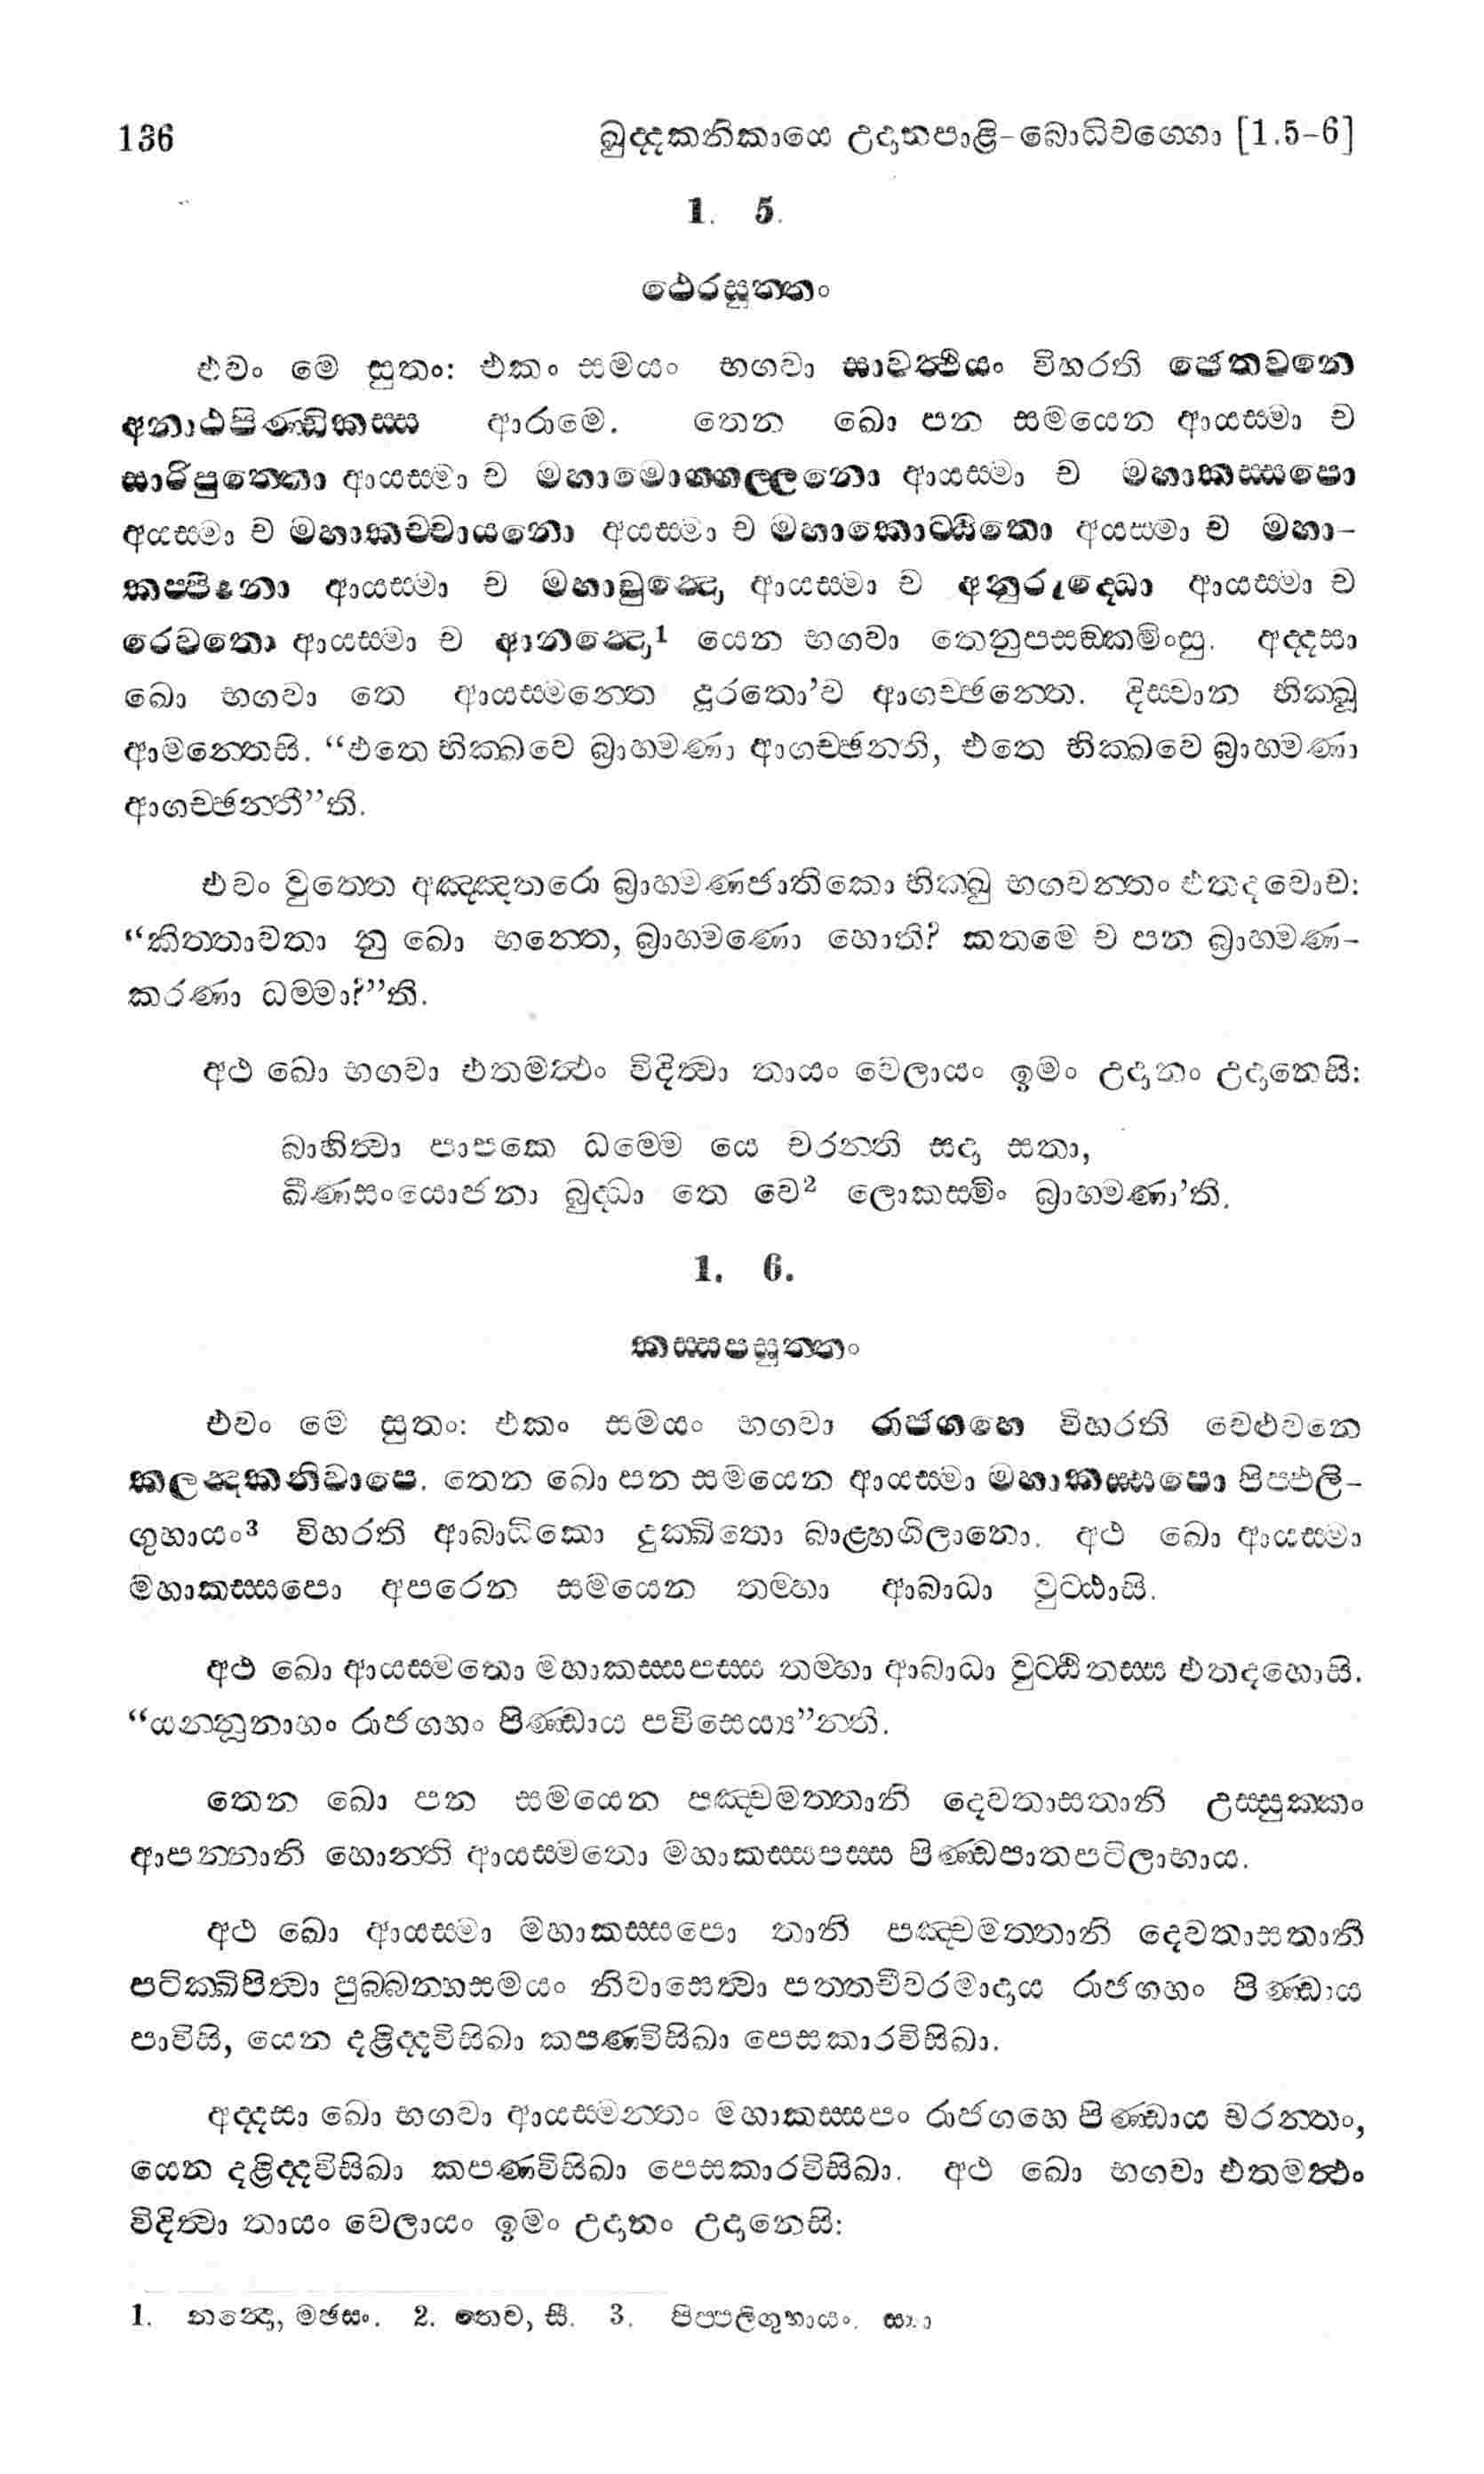 136 ඛුද්දකනිකායෙ උදානපාළි-බොධිවග්ගො [1.5-6]
1. 5.
ථෙරසුත්තං
එවං මෙ සුතං: එකං සමයං භගවා සාවත්ථියං විහරති ජෙතවනෙ
අනාථපිණ්ඩිකස්ස ආරාමෙ. තෙන ඛො පන සමයෙන ආයස්මා ච
සාරිපුත්තො ආයස්මා ච මහාමොග්ගල්ලනො ආයස්මා ච මහාකස්සපො
අයස්මා ච මහාකච්චායනො අයස්මා ච මහාකොට්ඨිතො අයස්මා ච මහා-
කප්පිනො ආයස්මා ච මහාචුන්දො ආයස්මා ච අනුරුද්ධො ආයස්මා ච
රෙවතො ආයස්මා ච ආනන්දො¹ යෙන භගවා තෙනුපසඞ්කමිංසු. අද්දසා
ඛො භගවා තෙ ආයස්මන්තෙ දූරතො'ව ආගච්ඡන්තෙ. දිස්වාන භික්ඛූ
ආමන්තෙසි. “එතෙ භික්ඛවෙ බ්‍රාහ්මණා ආගච්ඡන්ති, එතෙ භික්ඛවෙ බ්‍රාහ්මණා
ආගච්ඡන්තී”ති.
එවං වුත්තෙ අඤ්ඤතරො බ්‍රාහ්මණජාතිකො භික්ඛු භගවන්තං එතදවොච:
“කිත්තාවතා නු ඛො භන්තෙ, බ්‍රාහ්මණො හොති? කතමෙ ච පන බ්‍රාහ්මණ-
කරණා ධම්මා?”ති.
අථ ඛො භගවා එතමත්ථං විදිත්වා තායං වෙලායං ඉමං උදානං උදානෙසි:
බාහිත්වා පාපකෙ ධම්මෙ යෙ චරන්ති සදා සතා,
ඛීණසංයොජනා බුද්ධා තෙ වෙ² ලොකස්මිං බ්‍රාහ්මණා'ති.
1. 6.
කස්සපසුත්තං
එවං මෙ සුතං: එකං සමයං භගවා රාජගහෙ විහරති වෙළුවනෙ
කලන්දකනිවාපෙ. තෙන ඛො පන සමයෙන ආයස්මා මහාකස්සපො පිප්ඵලි-
ගුහායං³ විහරති ආබාධිකො දුක්ඛිතො බාළ්හගිලානො. අථ ඛො ආයස්මා
මහාකස්සපො අපරෙන සමයෙන තම්හා ආබාධා වුට්ඨාසි.
අථ ඛො ආයස්මතො මහාකස්සපස්ස තම්හා ආබාධා වුට්ඨිතස්ස එතදහොසි.
“යන්නූනාහං රාජගහං පිණ්ඩාය පවිසෙය්‍ය”න්ති.
තෙන ඛො පන සමයෙන පඤ්චමත්තානි දෙවතාසතානි උස්සුක්කං
ආපන්නානි හොන්ති ආයස්මතො මහාකස්සපස්ස පිණ්ඩපාතපටිලාභාය.
අථ ඛො ආයස්මා මහාකස්සපො තානි පඤ්චමත්තානි දෙවතාසතානි
පටික්ඛිපිත්වා පුබ්බන්හසමයං නිවාසෙත්වා පත්තචීවරමාදාය රාජගහං පිණ්ඩාය
පාවිසි, යෙන දළිද්දවිසිඛා කපණවිසිඛා පෙසකාරවිසිඛා.
අද්දසා ඛො භගවා ආයස්මන්තං මහාකස්සපං රාජගහෙ පිණ්ඩාය චරන්තං,
යෙන දළිද්දවිසිඛා කපණවිසිඛා පෙසකාරවිසිඛා. අථ ඛො භගවා එතමත්ථං
විදිත්වා තායං වෙලායං ඉමං උදානං උදානෙසි:
1. නන්දො, මඡසං. 2. තෙව, සී. 3. පිප්පලිගුහායං. ස්‍යා